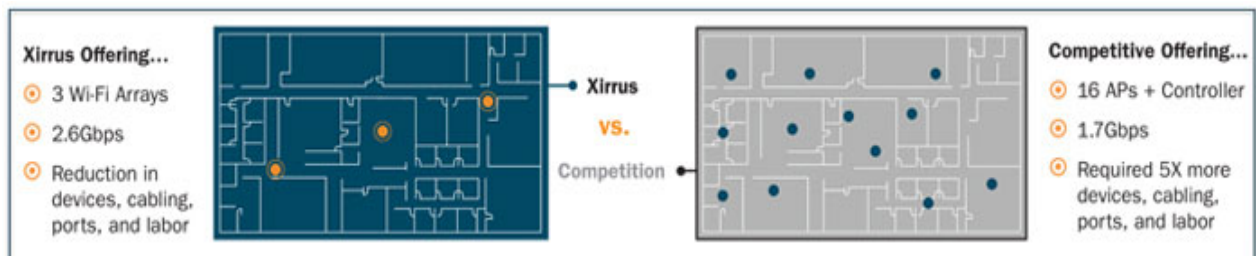 Xirrus Offering...
3 Wi-Fi Arrays
2.6Gbps
Reduction in
devices, cabling,
ports, and labor
Xirrus
VS.
Competition
Competitive Offering...
16 APs + Controller
1.7Gbps
Required 5X more
devices, cabling,
ports, and labor